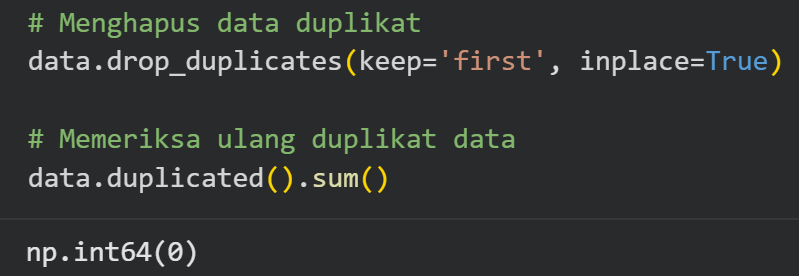 # Menghapus data duplikat
data.drop_duplicates(keep='first', inplace=True)
# Memeriksa ulang duplikat data
data.duplicated().sum()
np.int64(0)